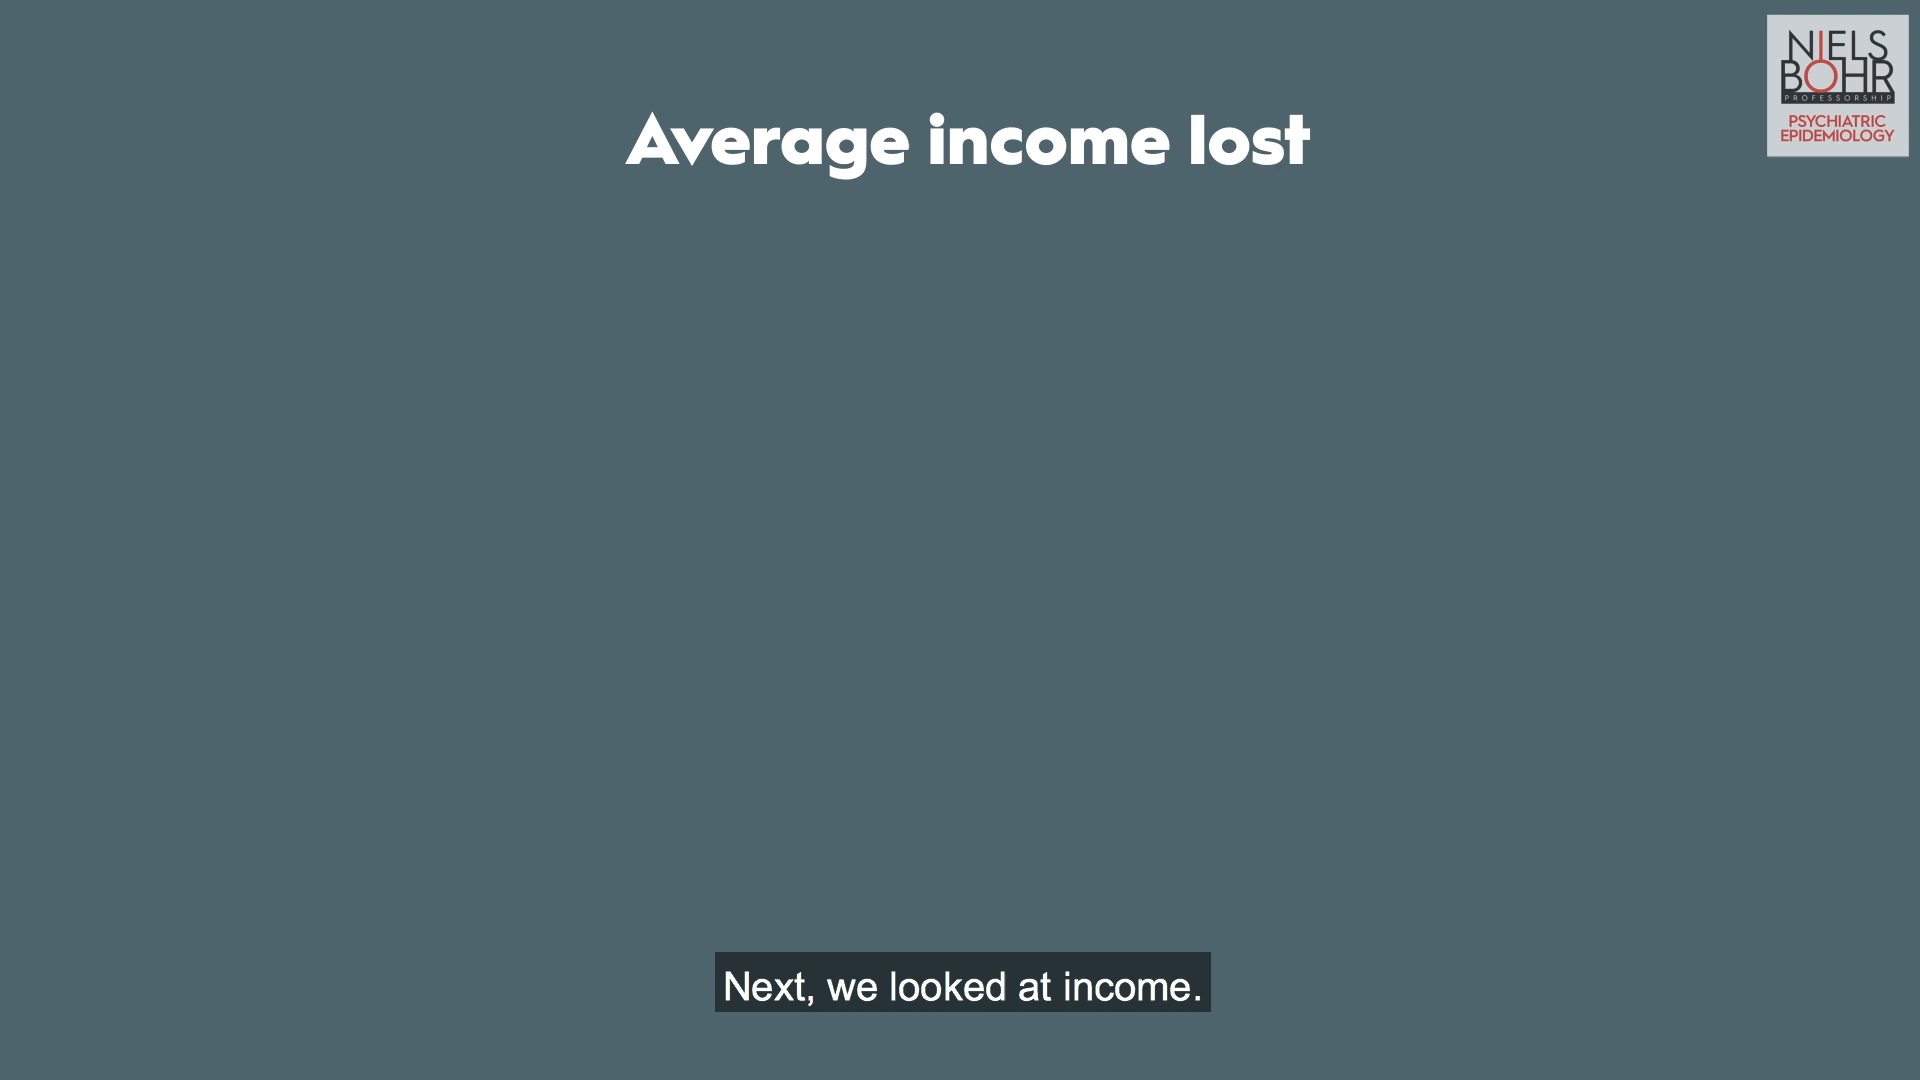 NIELS
BOHR
PROFESSORSHIP
PSYCHIATRIC
EPIDEMIOLOGY
Average income lost
Next, we looked at income.